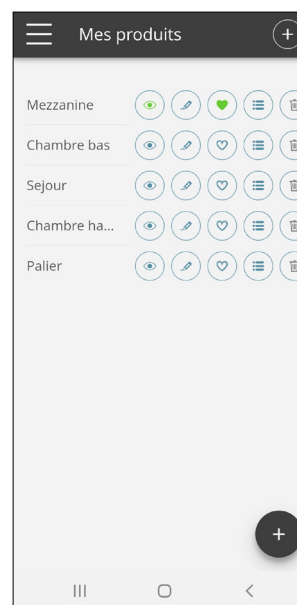 Mes produits
Mezzanine
Chambre bas
Sejour
Chambre ha...
Palier